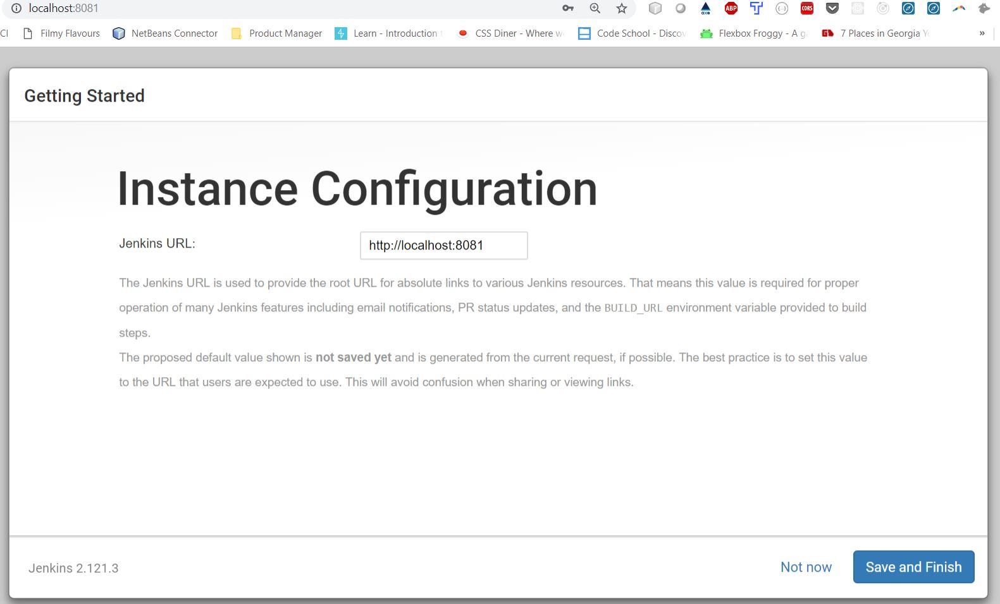 localhost:8081
ABP
CORS
CI
Filmy Flavours
NetBeans Connector
Product Manager
Learn - Introduction
CSS Diner - Where
Code School - Disco
Flexbox Froggy - A
7 Places in Georgia
»
Getting Started
Instance Configuration
Jenkins URL:
http://localhost:8081
The Jenkins URL is used to provide the root URL for absolute links to various Jenkins resources. That means this value is required for proper
operation of many Jenkins features including email notifications, PR status updates, and the BUILD_URL environment variable provided to build
steps.
The proposed default value shown is not saved yet and is generated from the current request, if possible. The best practice is to set this value
to the URL that users are expected to use. This will avoid confusion when sharing or viewing links.
Jenkins 2.121.3
Not now
Save and Finish